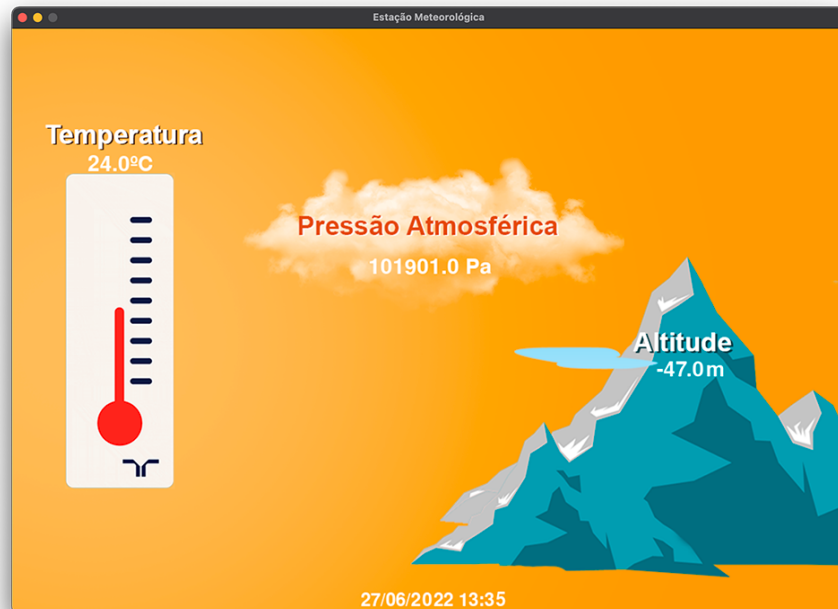 Estação Meteorológica
Temperatura
24.0ºC
Pressão Atmosférica
101901.0 Pa
Altitude
-47.0m
27/06/2022 13:35